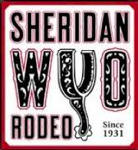 SHERIDAN
WYO
RODEO
Since
1931